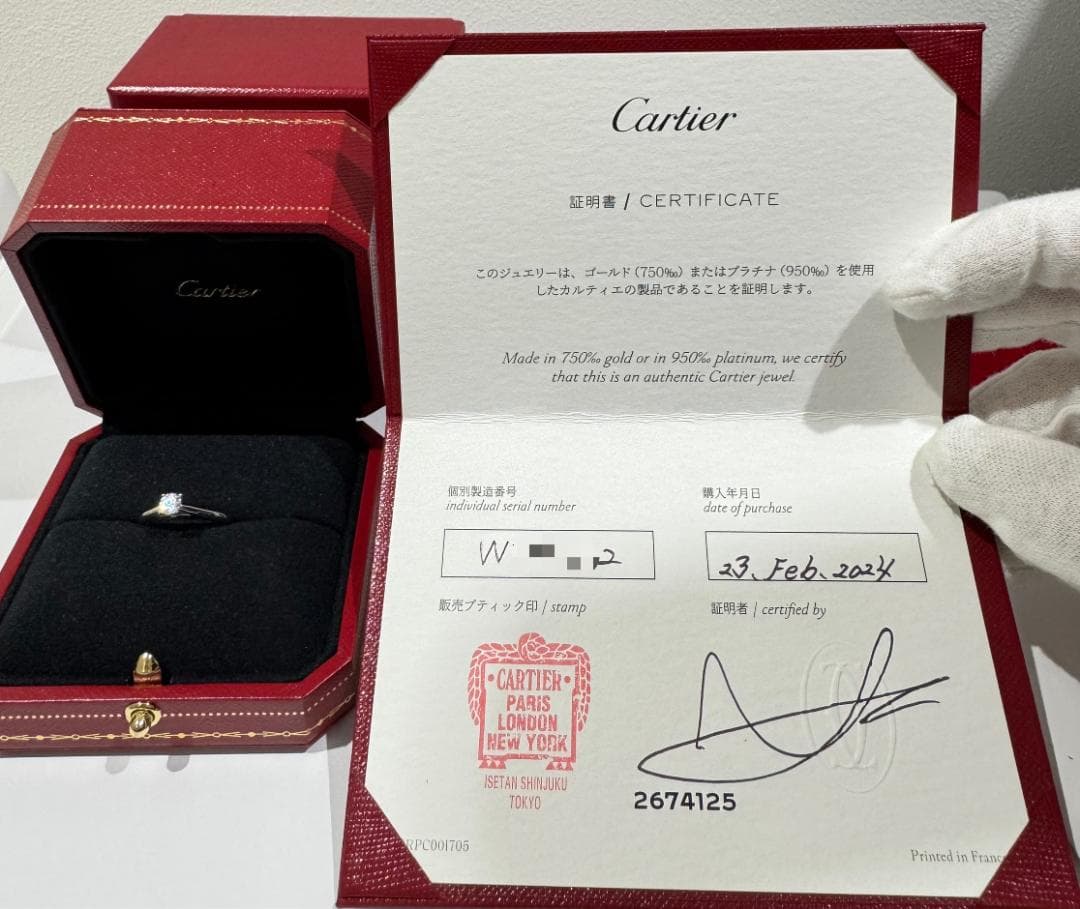 Cartier
Cartier
証明書 / CERTIFICATE
このジュエリーは、ゴールド（750‰）またはプラチナ（950‰）を使用
したカルティエの製品であることを証明します。
Made in 750‰ gold or in 950‰ platinum, we certify
that this is an authentic Cartier jewel.
個別製造番号
individual serial number
購入年月日
date of purchase
W 2
23. Feb. 2024
販売ブティック印 / stamp
証明者 / certified by
·CARTIER·
PARIS
LONDON
NEW YORK
ISETAN SHINJUKU
TOKYO
2674125
RPC001705
Printed in France